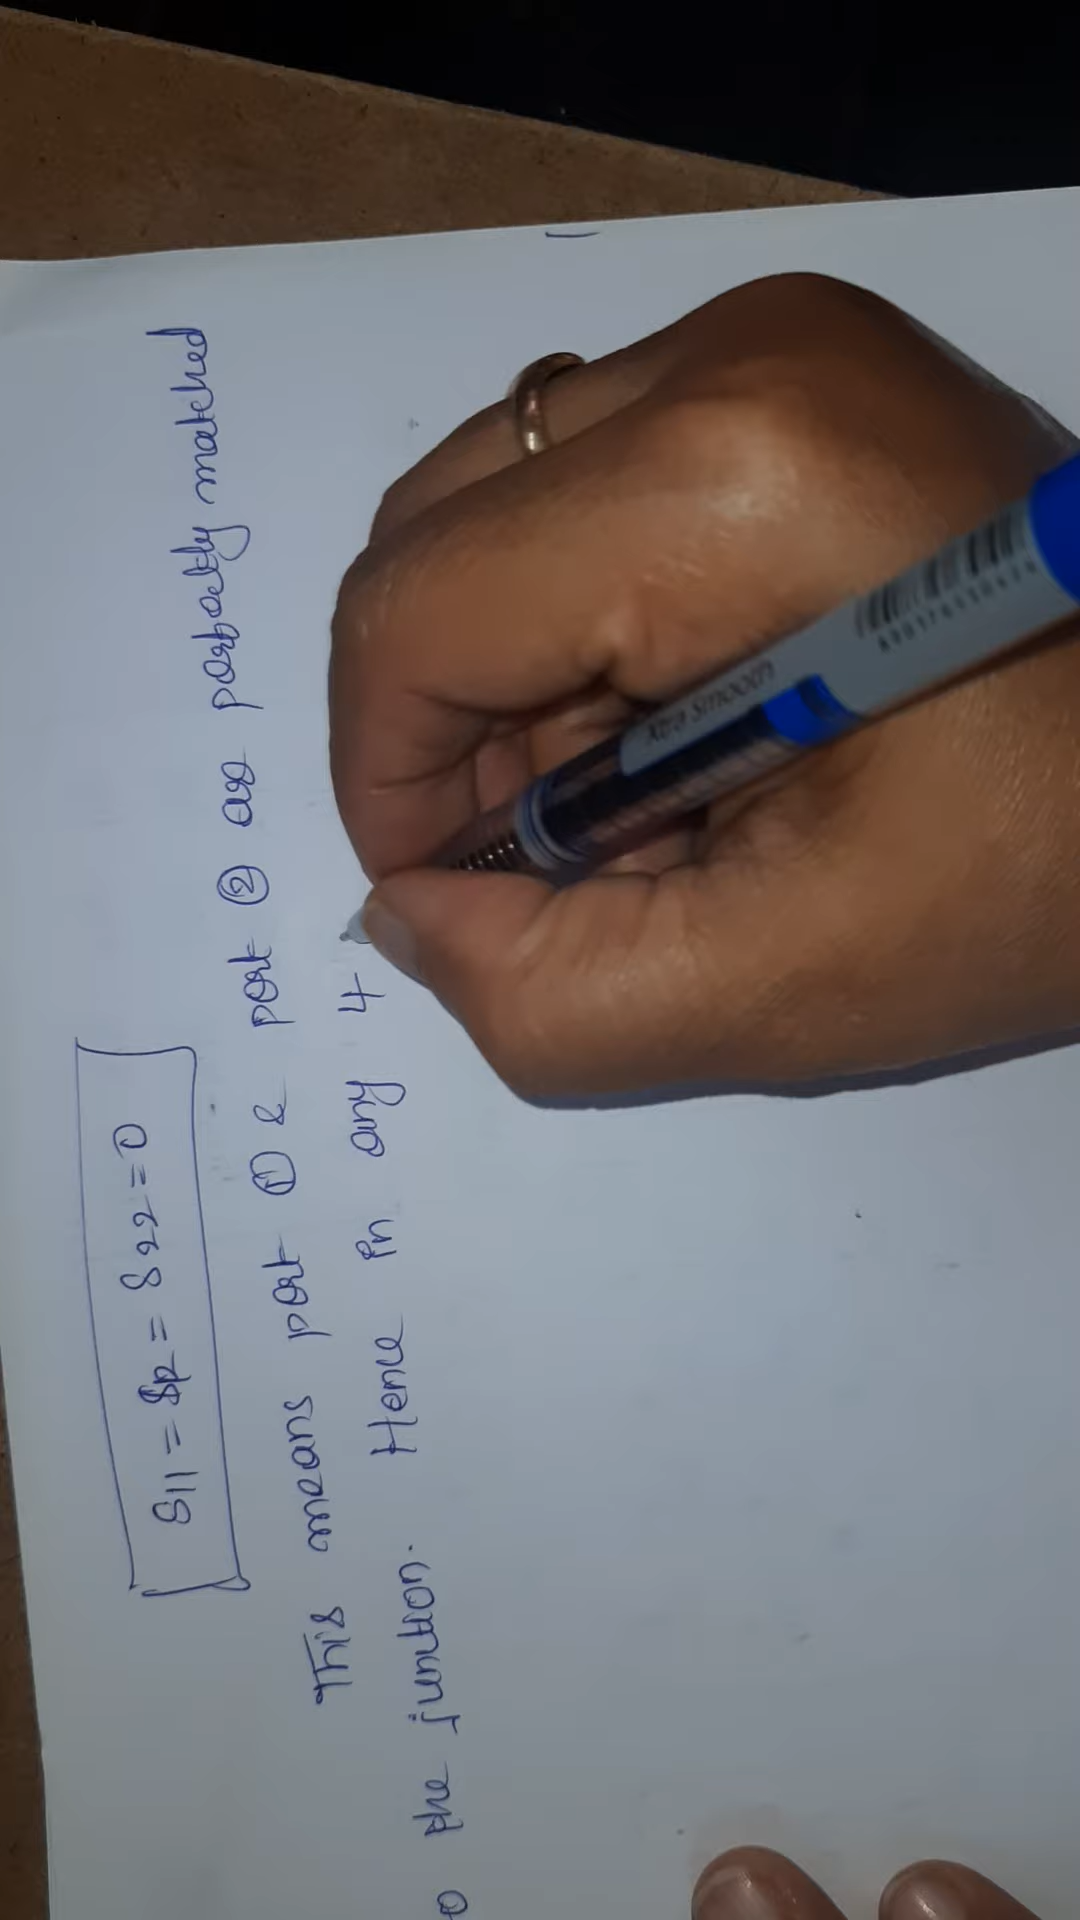 S11 = S12 = S22 = 0
This means port ① & port ② are perfectly matched
o the junction. Hence in any 4
Xtra Smooth